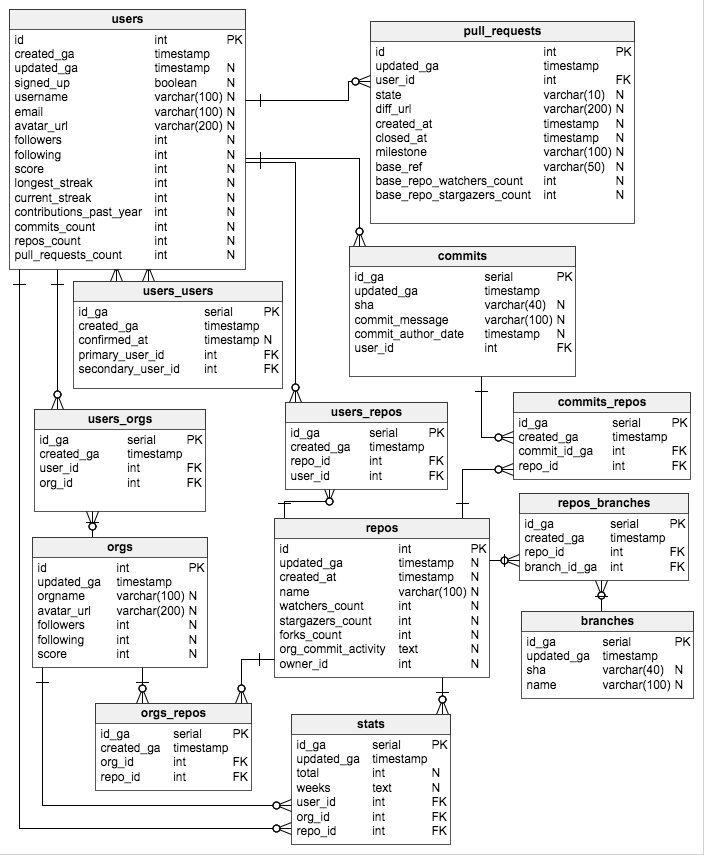 users
id int PK
created_ga timestamp
updated_ga timestamp N
signed_up boolean N
username varchar(100) N
email varchar(100) N
avatar_url varchar(200) N
followers int N
following int N
score int N
longest_streak int N
current_streak int N
contributions_past_year int N
commits_count int N
repos_count int N
pull_requests_count int N
pull_requests
id int PK
updated_ga timestamp
user_id int FK
state varchar(10) N
diff_url varchar(200) N
created_at timestamp N
closed_at timestamp N
milestone varchar(100) N
base_ref varchar(50) N
base_repo_watchers_count int N
base_repo_stargazers_count int N
commits
id_ga serial PK
updated_ga timestamp
sha varchar(40) N
commit_message varchar(100) N
commit_author_date timestamp N
user_id int FK
users_users
id_ga serial PK
created_ga timestamp
confirmed_at timestamp N
primary_user_id int FK
secondary_user_id int FK
commits_repos
id_ga serial PK
created_ga timestamp
commit_id_ga int FK
repo_id int FK
users_orgs
id_ga serial PK
created_ga timestamp
user_id int FK
org_id int FK
users_repos
id_ga serial PK
created_ga timestamp
repo_id int FK
user_id int FK
repos_branches
id_ga serial PK
created_ga timestamp
repo_id int FK
branch_id_ga int FK
orgs
id int PK
updated_ga timestamp
orgname varchar(100) N
avatar_url varchar(200) N
followers int N
following int N
score int N
repos
id int PK
updated_ga timestamp N
created_at timestamp N
name varchar(100) N
watchers_count int N
stargazers_count int N
forks_count int N
org_commit_activity text N
owner_id int N
branches
id_ga serial PK
updated_ga timestamp
sha varchar(40) N
name varchar(100) N
orgs_repos
id_ga serial PK
created_ga timestamp
org_id int FK
repo_id int FK
stats
id_ga serial PK
updated_ga timestamp
total int N
weeks text N
user_id int FK
org_id int FK
repo_id int FK